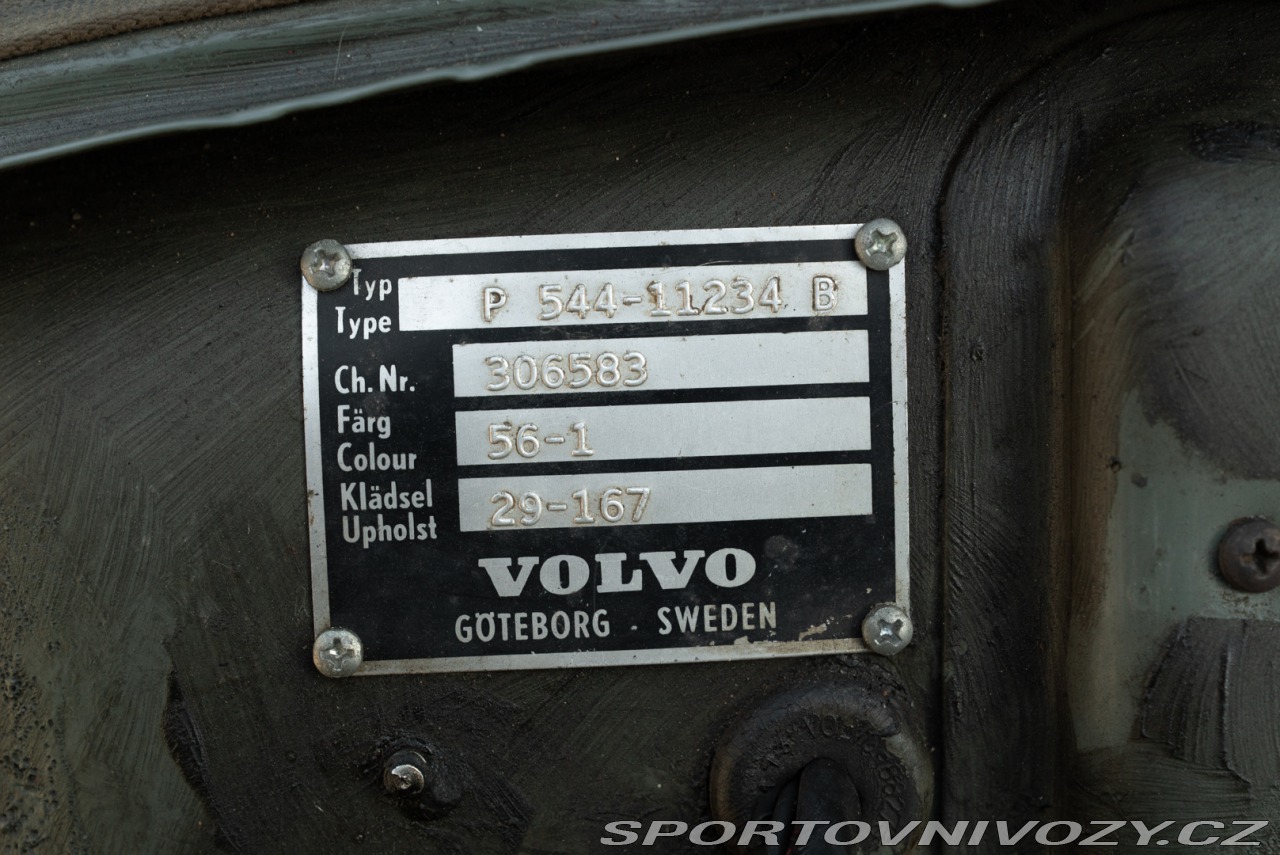 Typ
Type P 544-11234 B
Ch. Nr. 306583
Färg
Colour 56-1
Klädsel
Upholst 29-167
VOLVO
GÖTEBORG - SWEDEN
VOLVO
SPORTOVNIVOZY.CZ